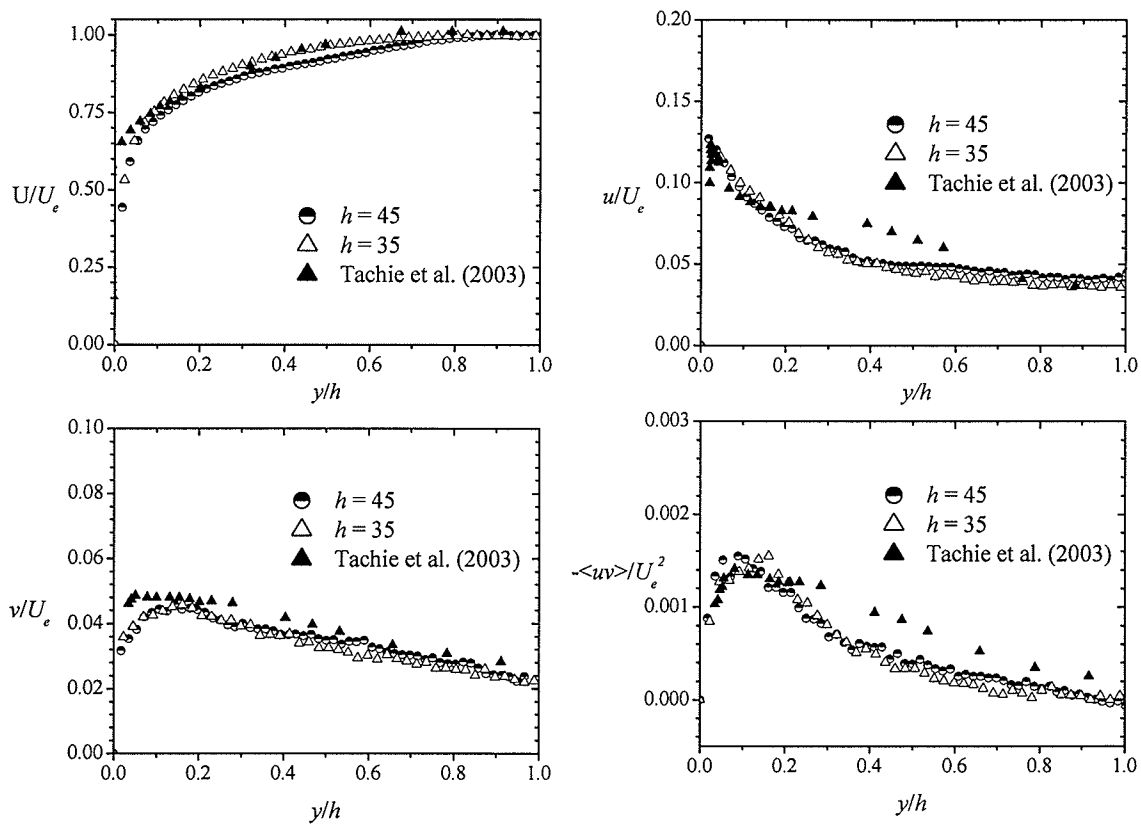 1.00
0.75
U/Ue
0.50
0.25
0.00
h = 45
h = 35
Tachie et al. (2003)
0.0 0.2 0.4 0.6 0.8 1.0
y/h
0.20
0.15
u/Ue
0.10
0.05
0.00
h = 45
h = 35
Tachie et al. (2003)
0.0 0.2 0.4 0.6 0.8 1.0
y/h
0.10
0.08
0.06
v/Ue
0.04
0.02
0.00
h = 45
h = 35
Tachie et al. (2003)
0.0 0.2 0.4 0.6 0.8 1.0
y/h
0.003
0.002
-<uv>/Ue²
0.001
0.000
h = 45
h = 35
Tachie et al. (2003)
0.0 0.2 0.4 0.6 0.8 1.0
y/h